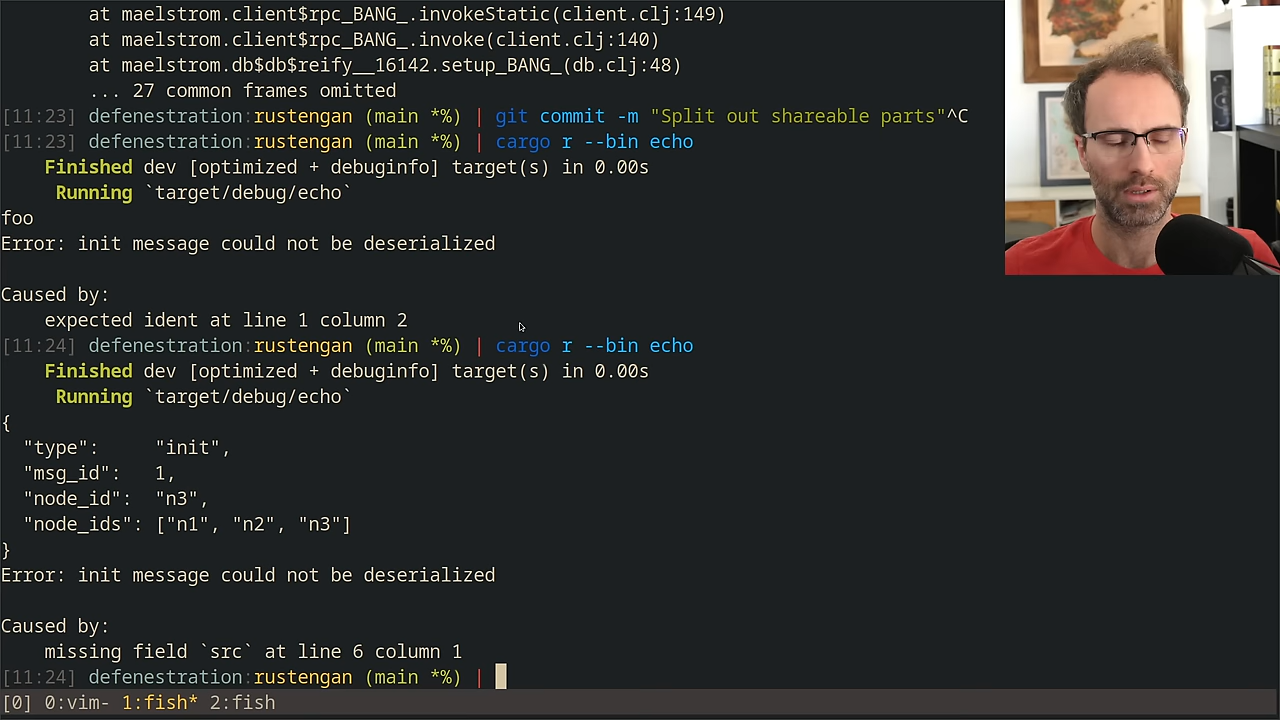 at maelstrom.client$rpc_BANG_.invokeStatic(client.clj:149)
        at maelstrom.client$rpc_BANG_.invoke(client.clj:140)
        at maelstrom.db$db$reify__16142.setup_BANG_(db.clj:48)
        ... 27 common frames omitted
[11:23] defenestration:rustengan (main *%) | git commit -m "Split out shareable parts"^C
[11:23] defenestration:rustengan (main *%) | cargo r --bin echo
    Finished dev [optimized + debuginfo] target(s) in 0.00s
     Running `target/debug/echo`
foo
Error: init message could not be deserialized

Caused by:
    expected ident at line 1 column 2
[11:24] defenestration:rustengan (main *%) | cargo r --bin echo
    Finished dev [optimized + debuginfo] target(s) in 0.00s
     Running `target/debug/echo`
{
  "type":     "init",
  "msg_id":   1,
  "node_id":  "n3",
  "node_ids": ["n1", "n2", "n3"]
}
Error: init message could not be deserialized

Caused by:
    missing field `src` at line 6 column 1
[11:24] defenestration:rustengan (main *%) |
[0] 0:vim- 1:fish* 2:fish